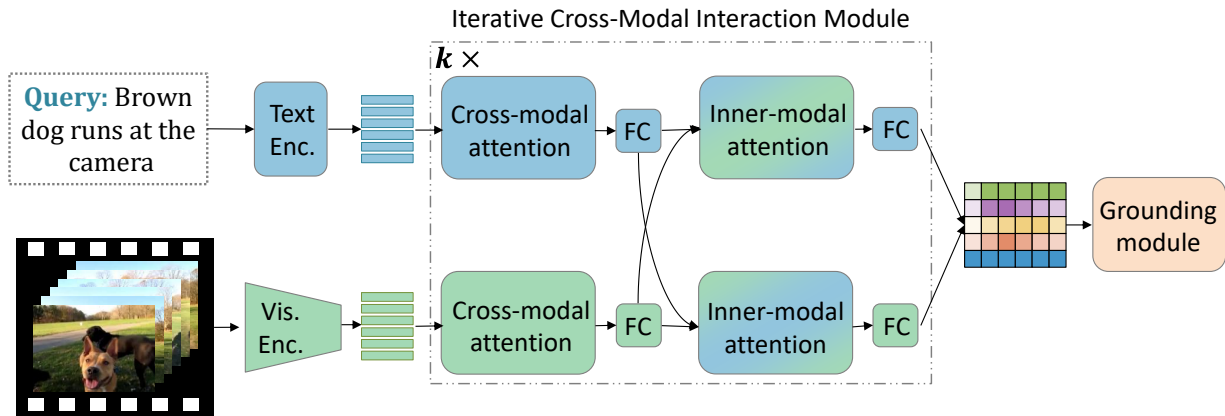 Iterative Cross-Modal Interaction Module
k ×
Query: Brown
dog runs at the
camera
Text
Enc.
Cross-modal
attention
FC
Inner-modal
attention
FC
Grounding
module
Vis.
Enc.
Cross-modal
attention
FC
Inner-modal
attention
FC